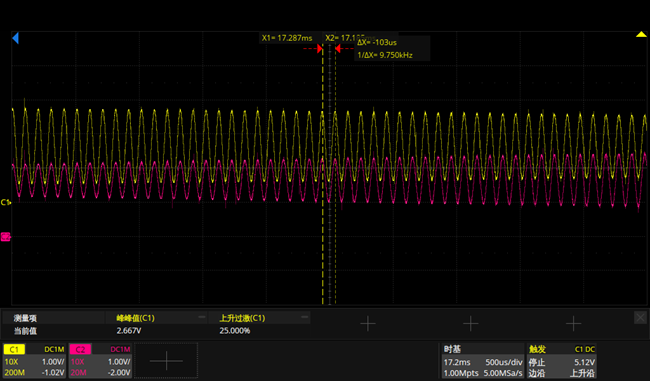 X1= 17.287ms X2= 17.1
ΔX= -103us
1/ΔX= 9.750kHz
C1
C2
测量项 峰峰值(C1) 上升过激(C1)
当前值 2.667V 25.000%
C1 DC1M C2 DC1M 时基 触发 C1 DC
10X 1.00V/ 10X 1.00V/ 17.2ms 500us/div 停止 5.12V
200M -1.02V 20M -2.00V 1.00Mpts 5.00MSa/s 边沿 上升沿